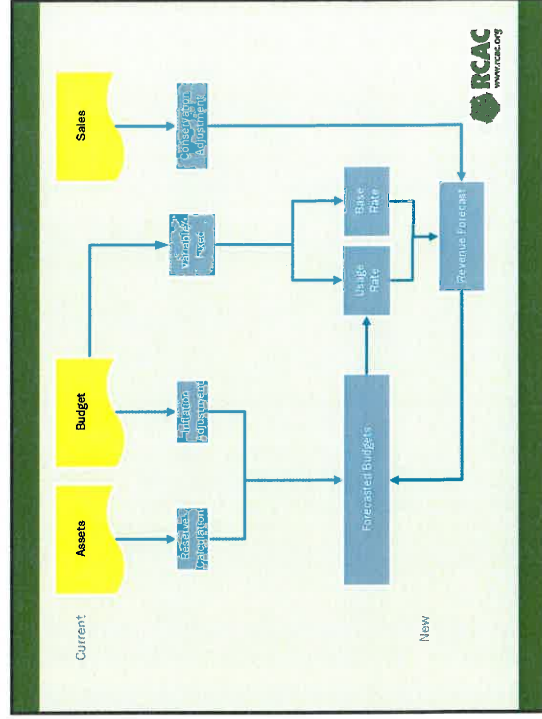 Current
Assets
Budget
Sales
Reserve
Calculation
Inflation
Adjustment
Variable/
Fixed
Conservation
Adjustment
New
Forecasted Budgets
Usage
Rate
Base
Rate
Revenue Forecast
RCAC
www.rcac.org